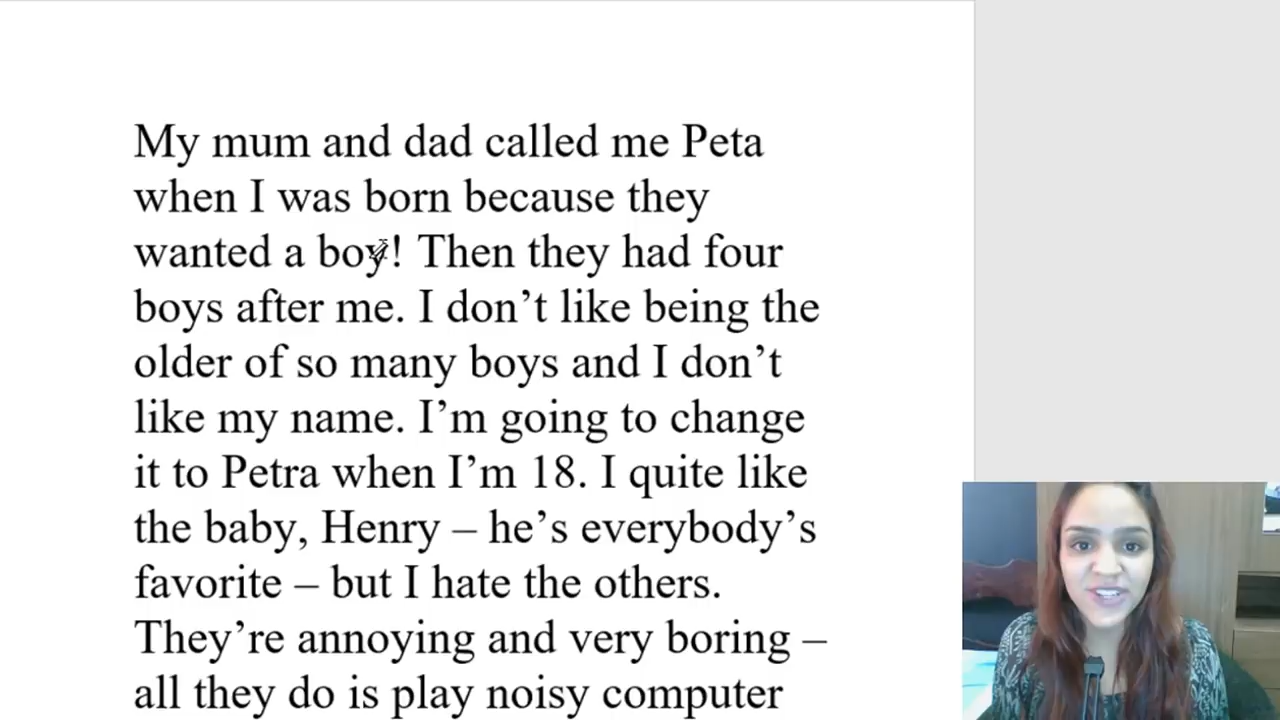 My mum and dad called me Peta
when I was born because they
wanted a boy! Then they had four
boys after me. I don’t like being the
older of so many boys and I don’t
like my name. I’m going to change
it to Petra when I’m 18. I quite like
the baby, Henry – he’s everybody’s
favorite – but I hate the others.
They’re annoying and very boring –
all they do is play noisy computer